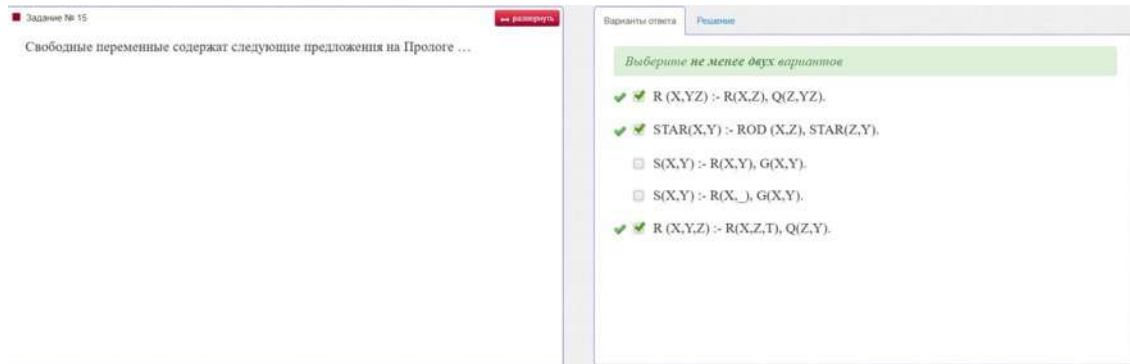 Задание № 15
развернуть
Свободные переменные содержат следующие предложения на Прологе …
Варианты ответа
Решение
Выберите не менее двух вариантов
R (X,YZ) :- R(X,Z), Q(Z,YZ).
STAR(X,Y) :- ROD (X,Z), STAR(Z,Y).
S(X,Y) :- R(X,Y), G(X,Y).
S(X,Y) :- R(X,_), G(X,Y).
R (X,Y,Z) :- R(X,Z,T), Q(Z,Y).